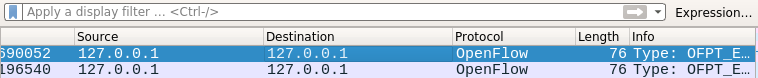 Apply a display filter ... <Ctrl-/> Expression...
Source Destination Protocol Length Info
690052 127.0.0.1 127.0.0.1 OpenFlow 76 Type: OFPT_E...
196540 127.0.0.1 127.0.0.1 OpenFlow 76 Type: OFPT_E...